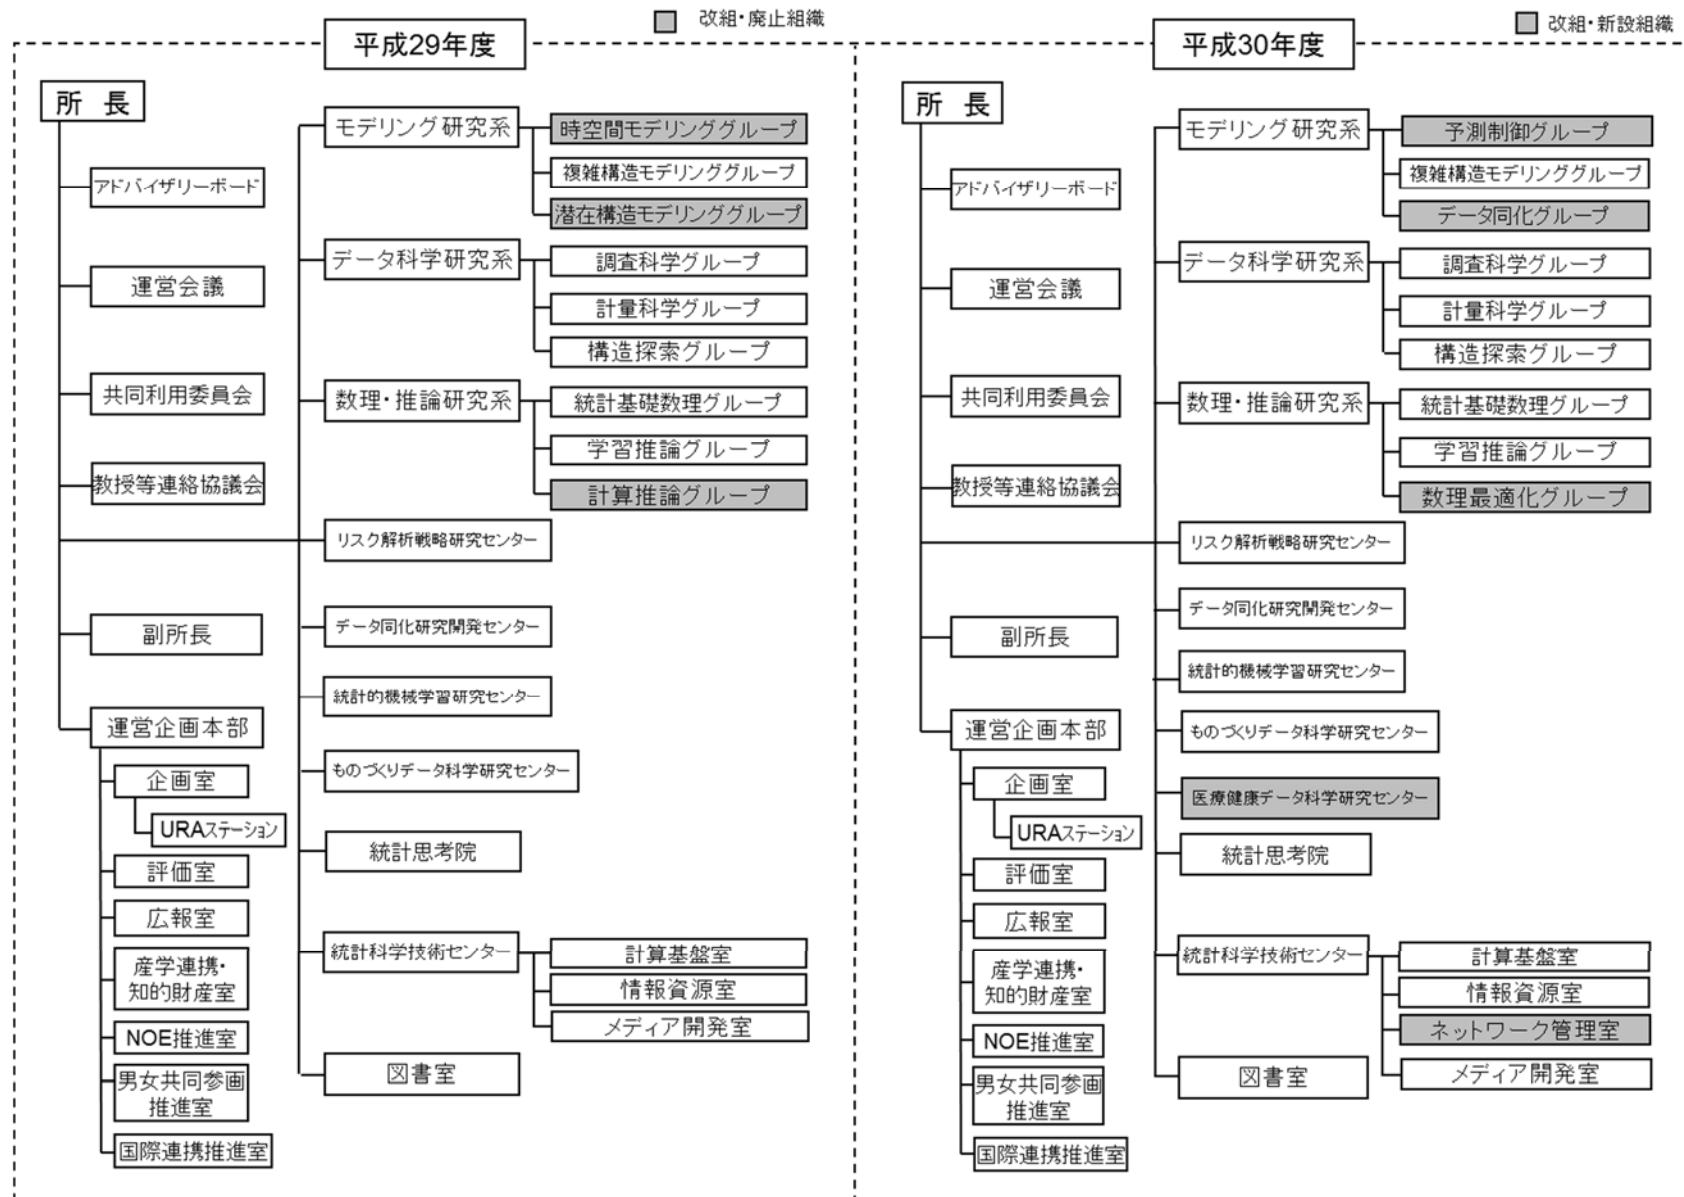 改組・廃止組織
平成29年度
所 長
アドバイザリーボード
運営会議
共同利用委員会
教授等連絡協議会
副所長
運営企画本部
企画室
URAステーション
評価室
広報室
産学連携・
知的財産室
NOE推進室
男女共同参画
推進室
国際連携推進室
モデリング研究系
時空間モデリンググループ
複雑構造モデリンググループ
潜在構造モデリンググループ
データ科学研究系
調査科学グループ
計量科学グループ
構造探索グループ
数理・推論研究系
統計基礎数理グループ
学習推論グループ
計算推論グループ
リスク解析戦略研究センター
データ同化研究開発センター
統計的機械学習研究センター
ものづくりデータ科学研究センター
統計思考院
統計科学技術センター
計算基盤室
情報資源室
メディア開発室
図書室
改組・新設組織
平成30年度
所 長
アドバイザリーボード
運営会議
共同利用委員会
教授等連絡協議会
副所長
運営企画本部
企画室
URAステーション
評価室
広報室
産学連携・
知的財産室
NOE推進室
男女共同参画
推進室
国際連携推進室
モデリング研究系
予測制御グループ
複雑構造モデリンググループ
データ同化グループ
データ科学研究系
調査科学グループ
計量科学グループ
構造探索グループ
数理・推論研究系
統計基礎数理グループ
学習推論グループ
数理最適化グループ
リスク解析戦略研究センター
データ同化研究開発センター
統計的機械学習研究センター
ものづくりデータ科学研究センター
医療健康データ科学研究センター
統計思考院
統計科学技術センター
計算基盤室
情報資源室
ネットワーク管理室
メディア開発室
図書室